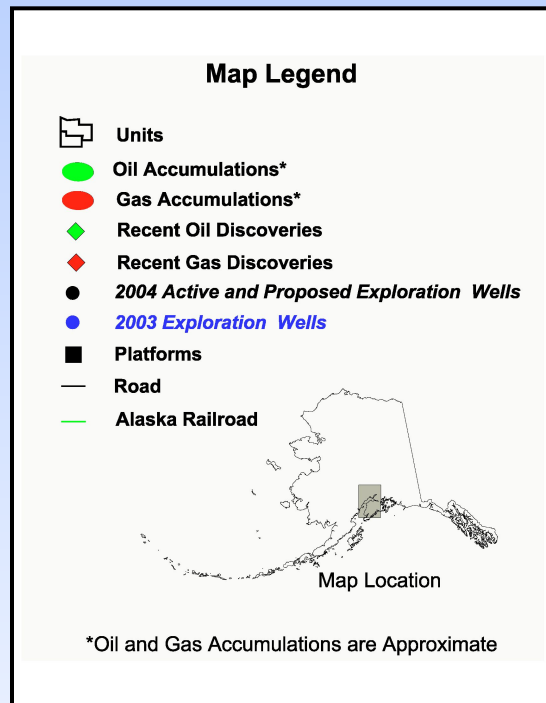 Map Legend
Units
Oil Accumulations*
Gas Accumulations*
Recent Oil Discoveries
Recent Gas Discoveries
2004 Active and Proposed Exploration Wells
2003 Exploration Wells
Platforms
Road
Alaska Railroad
Map Location
*Oil and Gas Accumulations are Approximate